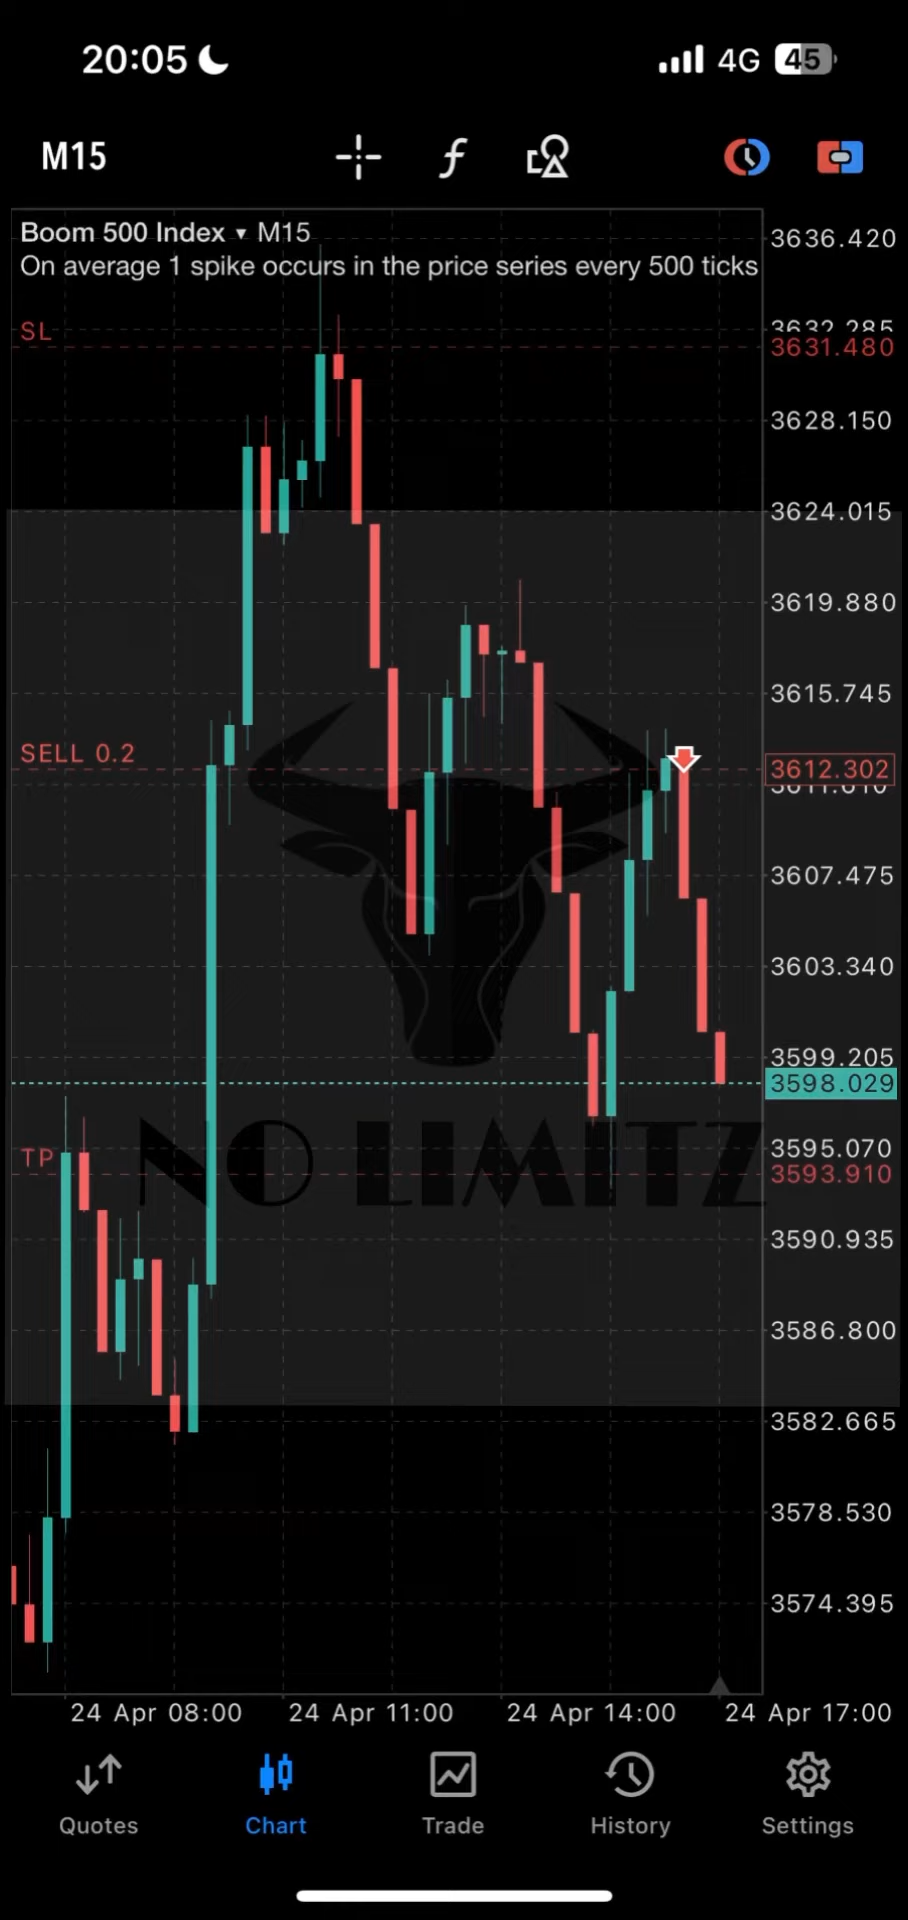 20:05
4G
45
M15
Boom 500 Index ▾ M15
On average 1 spike occurs in the price series every 500 ticks
3636.420
SL
3632.285
3631.480
3628.150
3624.015
3619.880
3615.745
SELL 0.2
3612.302
3607.475
3603.340
3599.205
3598.029
NO LIMITZ
3595.070
TP
3593.910
3590.935
3586.800
3582.665
3578.530
3574.395
24 Apr 08:00
24 Apr 11:00
24 Apr 14:00
24 Apr 17:00
Quotes
Chart
Trade
History
Settings